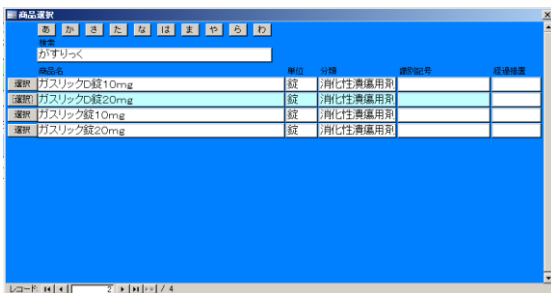 商品選択
あ か さ た な は ま や ら わ
検索
がすりっく
商品名 単位 分類 識別記号 経過措置
選択 ガスリックD錠10mg 錠 消化性潰瘍用剤
選択 ガスリックD錠20mg 錠 消化性潰瘍用剤
選択 ガスリック錠10mg 錠 消化性潰瘍用剤
選択 ガスリック錠20mg 錠 消化性潰瘍用剤
レコード: 2 / 4